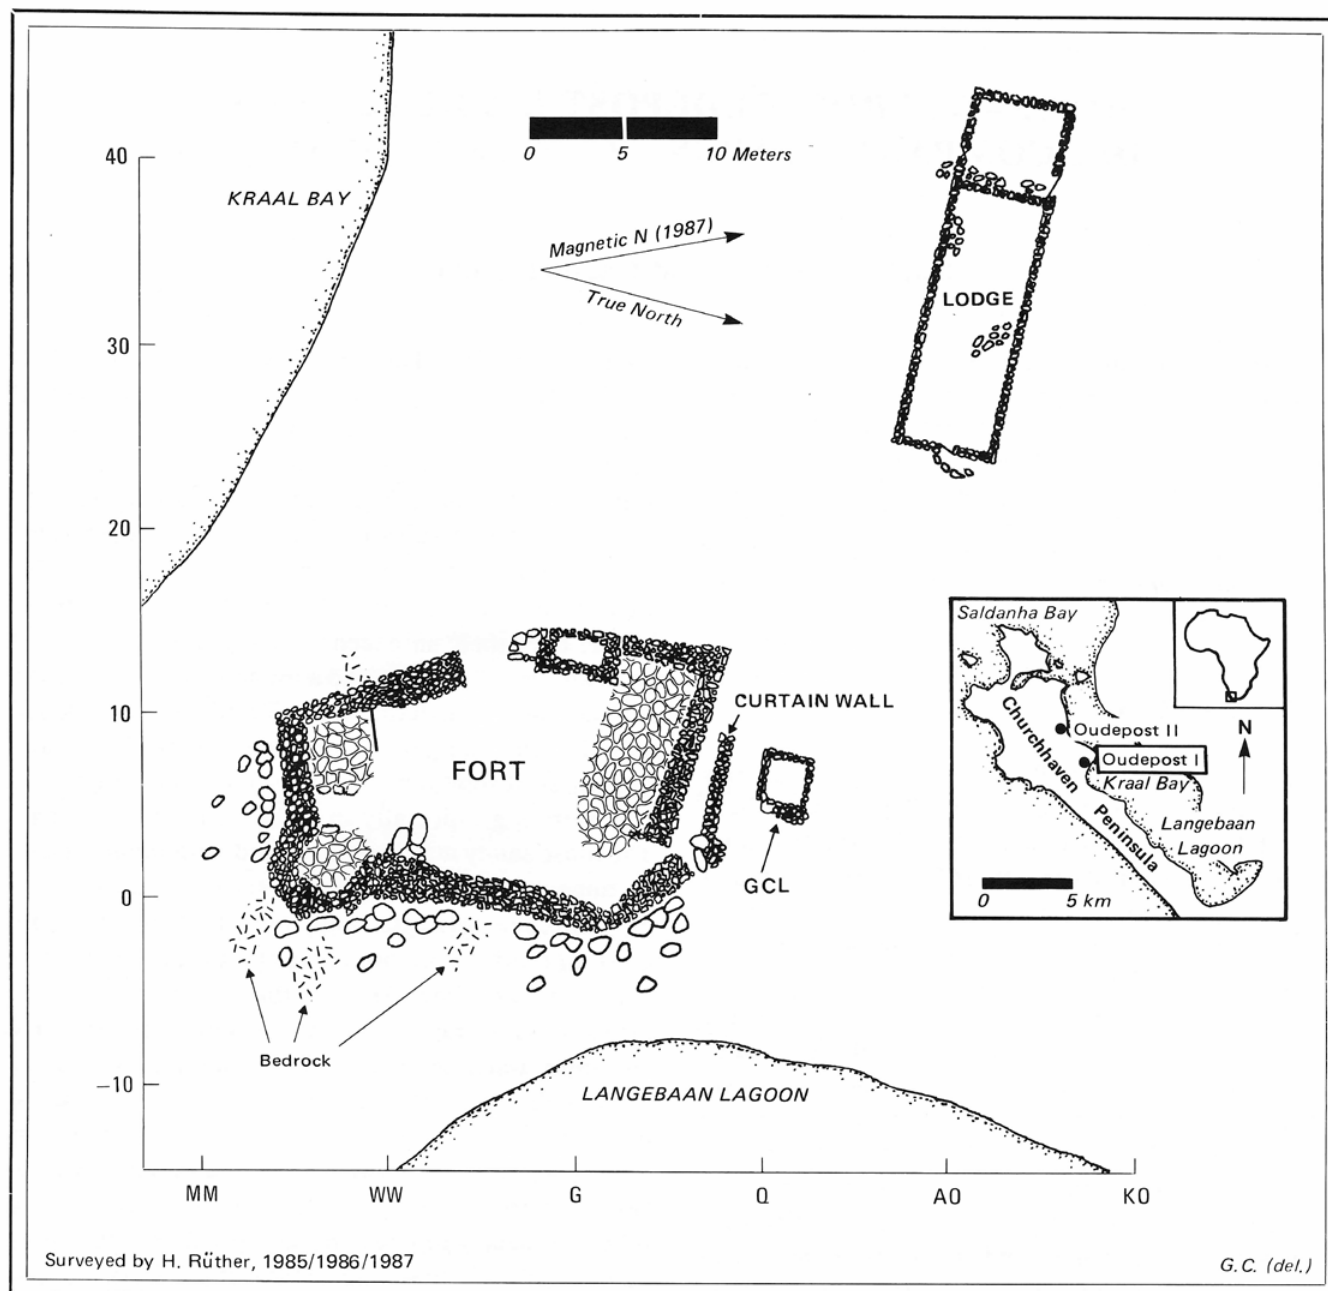 0 5 10 Meters
40
KRAAL BAY
Magnetic N (1987)
True North
LODGE
30
20
Saldanha Bay
Churchhaven Peninsula
Oudepost II
N
Oudepost I
Kraal Bay
Langebaan
Lagoon
0 5 km
10
CURTAIN WALL
FORT
GCL
0
Bedrock
-10
LANGEBAAN LAGOON
MM WW G Q AO KO
Surveyed by H. Rüther, 1985/1986/1987
G.C. (del.)